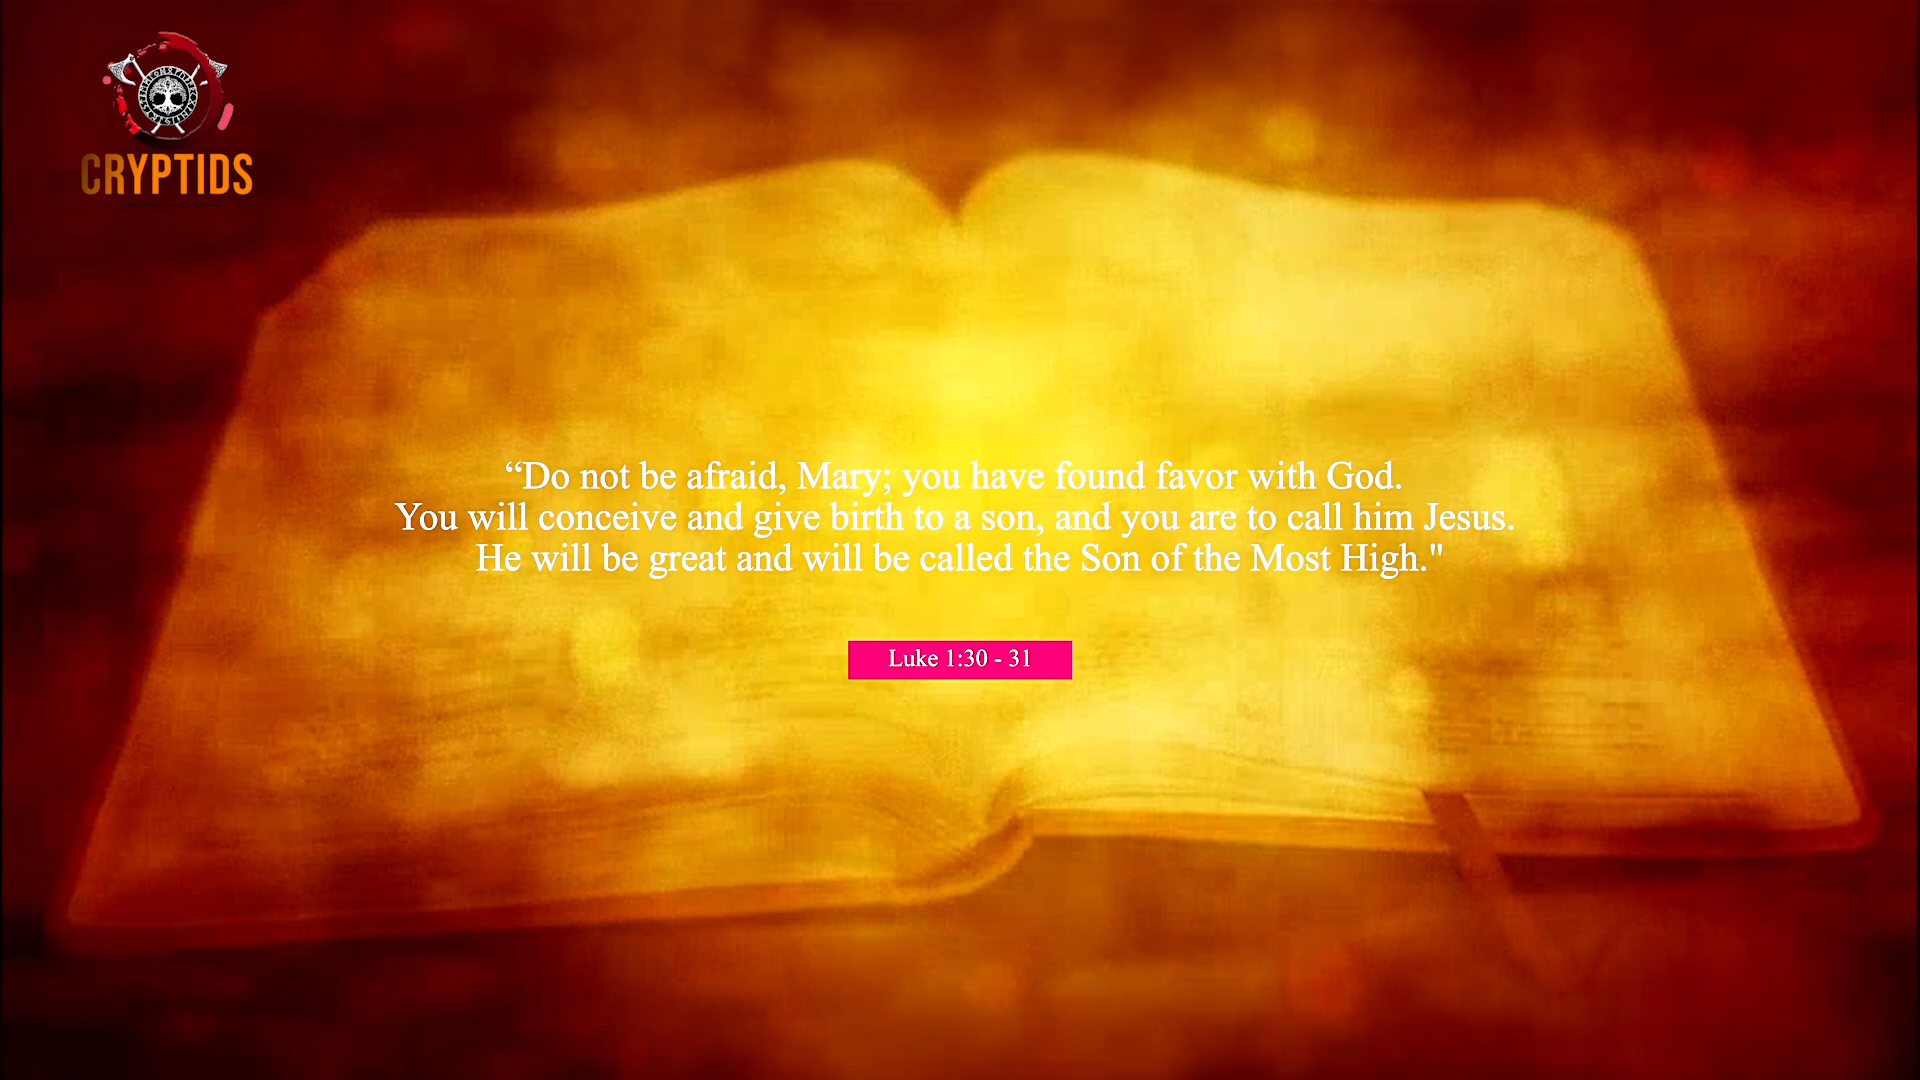 CRYPTIDS
“Do not be afraid, Mary; you have found favor with God.
You will conceive and give birth to a son, and you are to call him Jesus.
He will be great and will be called the Son of the Most High."
Luke 1:30 - 31